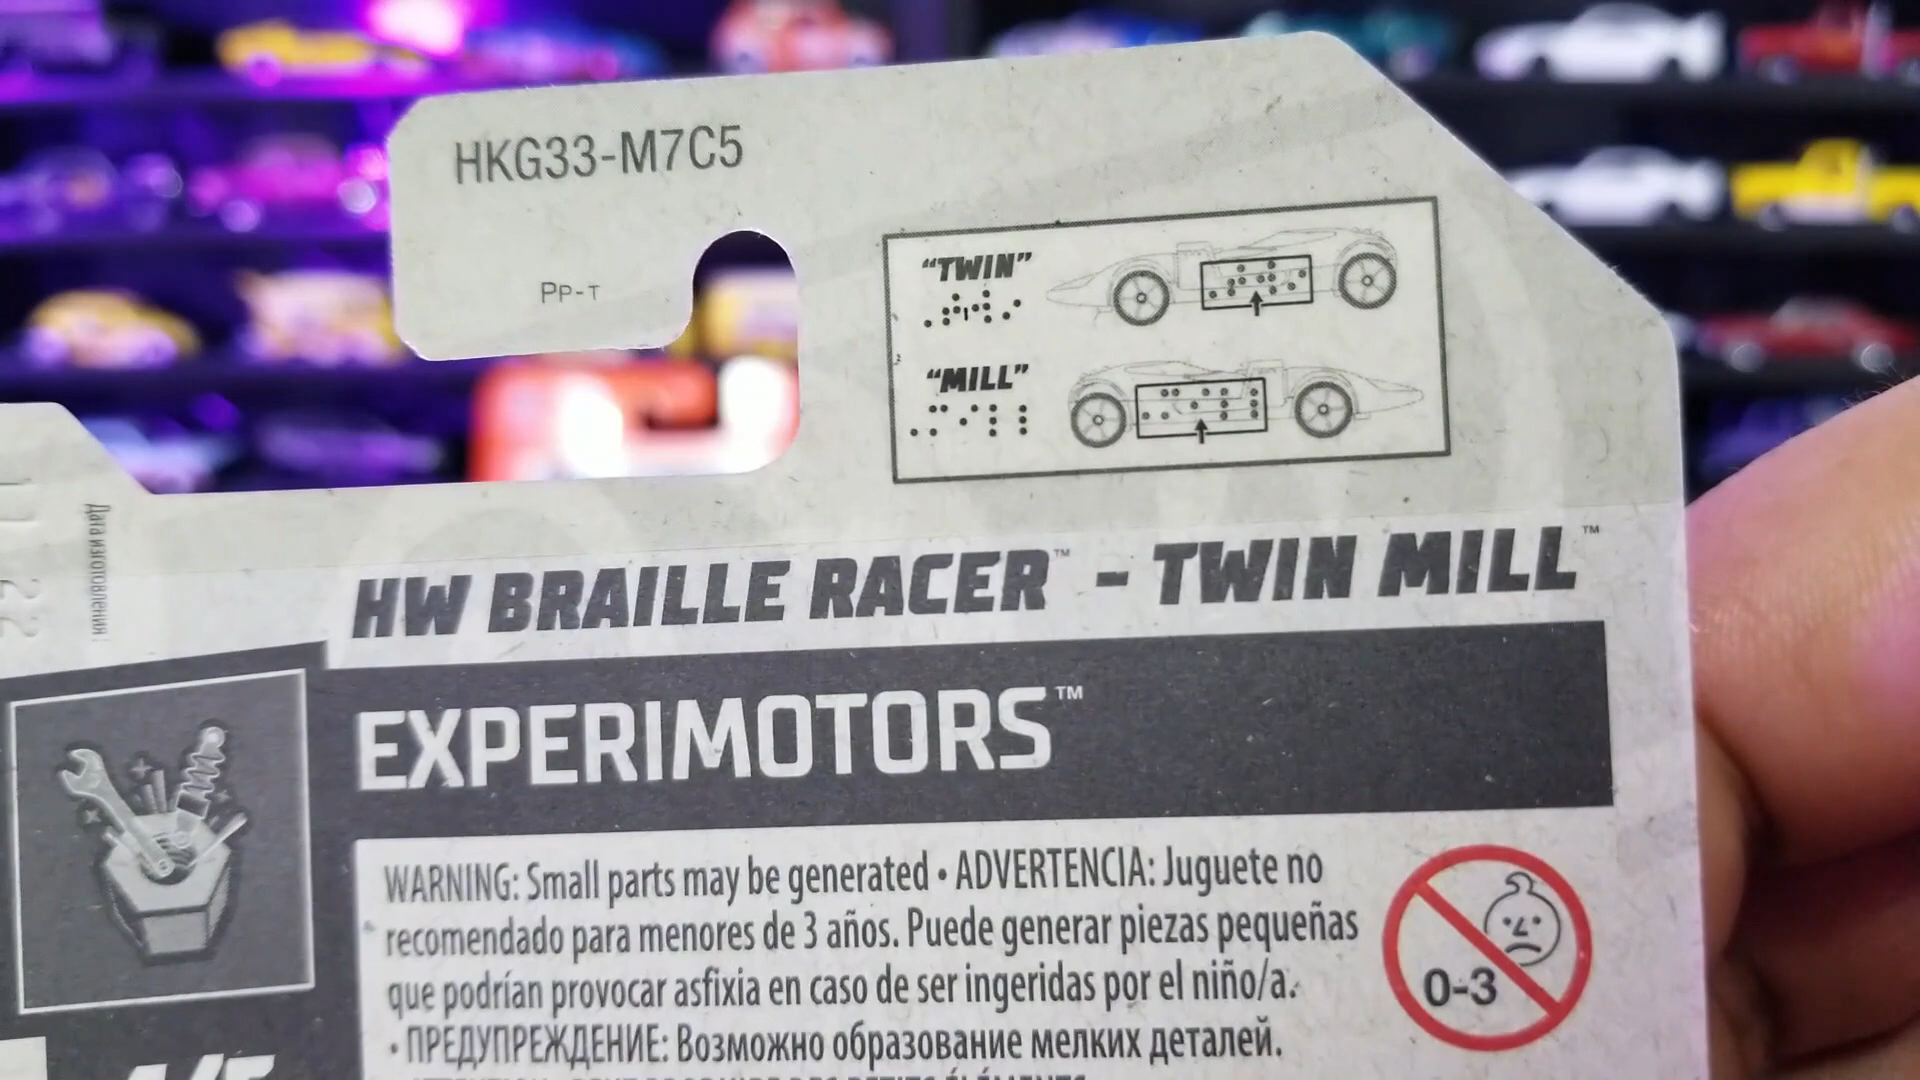 HKG33-M7C5
PP-T
“TWIN”
“MILL”
HW BRAILLE RACER™ - TWIN MILL™
Дата изготовления:
EXPERIMOTORS™
WARNING: Small parts may be generated • ADVERTENCIA: Juguete no
recomendado para menores de 3 años. Puede generar piezas pequeñas
que podrían provocar asfixia en caso de ser ingeridas por el niño/a.
• ПРЕДУПРЕЖДЕНИЕ: Возможно образование мелких деталей.
0-3